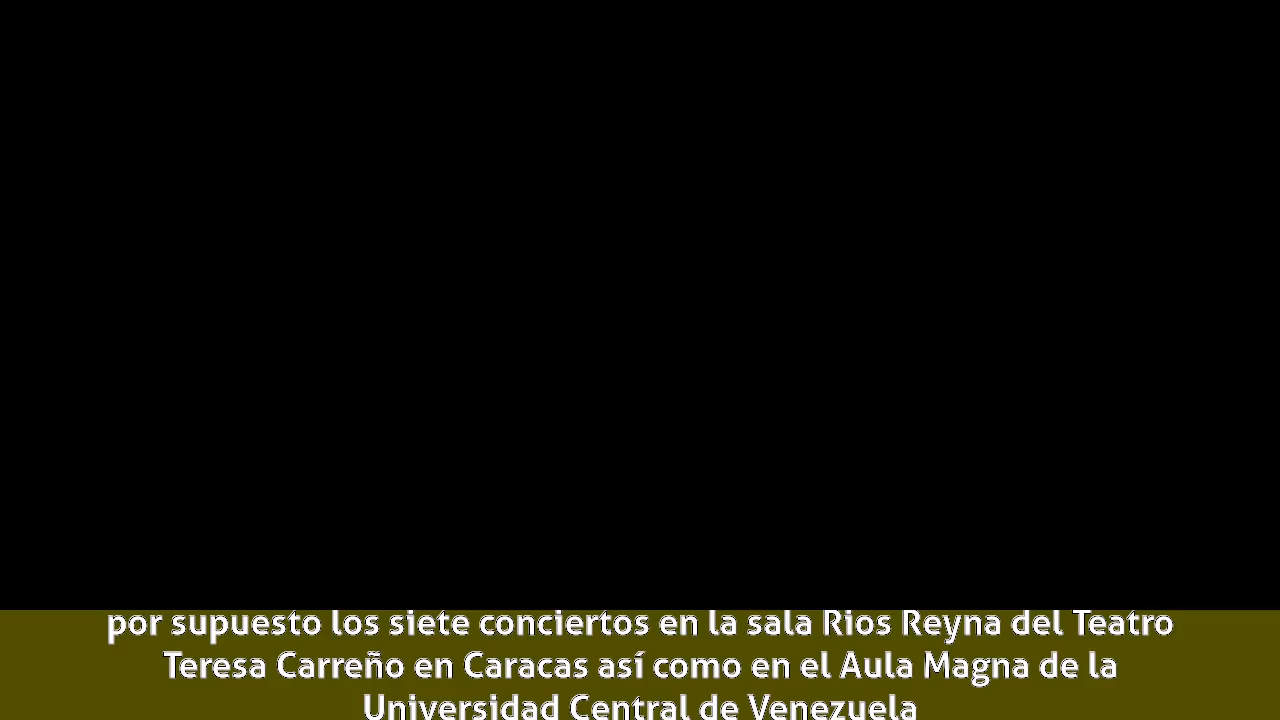 por supuesto los siete conciertos en la sala Rios Reyna del Teatro
Teresa Carreño en Caracas así como en el Aula Magna de la
Universidad Central de Venezuela